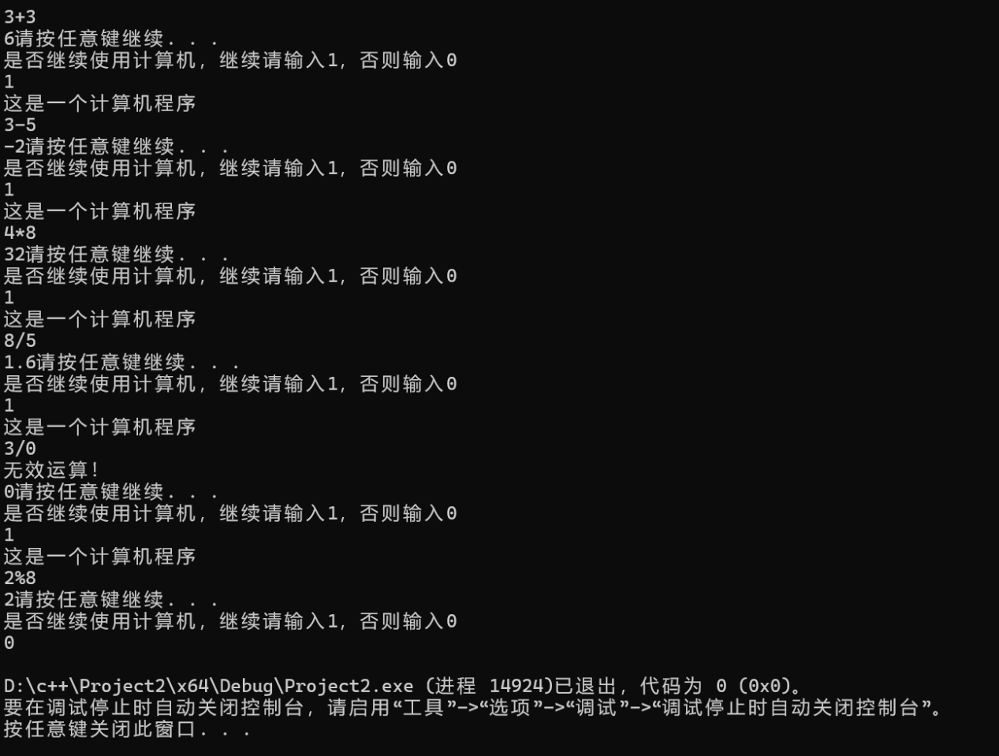 3+3
6请按任意键继续. . .
是否继续使用计算机，继续请输入1，否则输入0
1
这是一个计算机程序
3-5
-2请按任意键继续. . .
是否继续使用计算机，继续请输入1，否则输入0
1
这是一个计算机程序
4*8
32请按任意键继续. . .
是否继续使用计算机，继续请输入1，否则输入0
1
这是一个计算机程序
8/5
1.6请按任意键继续. . .
是否继续使用计算机，继续请输入1，否则输入0
1
这是一个计算机程序
3/0
无效运算！
0请按任意键继续. . .
是否继续使用计算机，继续请输入1，否则输入0
1
这是一个计算机程序
2%8
2请按任意键继续. . .
是否继续使用计算机，继续请输入1，否则输入0
0
D:\c++\Project2\x64\Debug\Project2.exe (进程 14924)已退出，代码为 0 (0x0)。
要在调试停止时自动关闭控制台，请启用“工具”->“选项”->“调试”->“调试停止时自动关闭控制台”。
按任意键关闭此窗口. . .